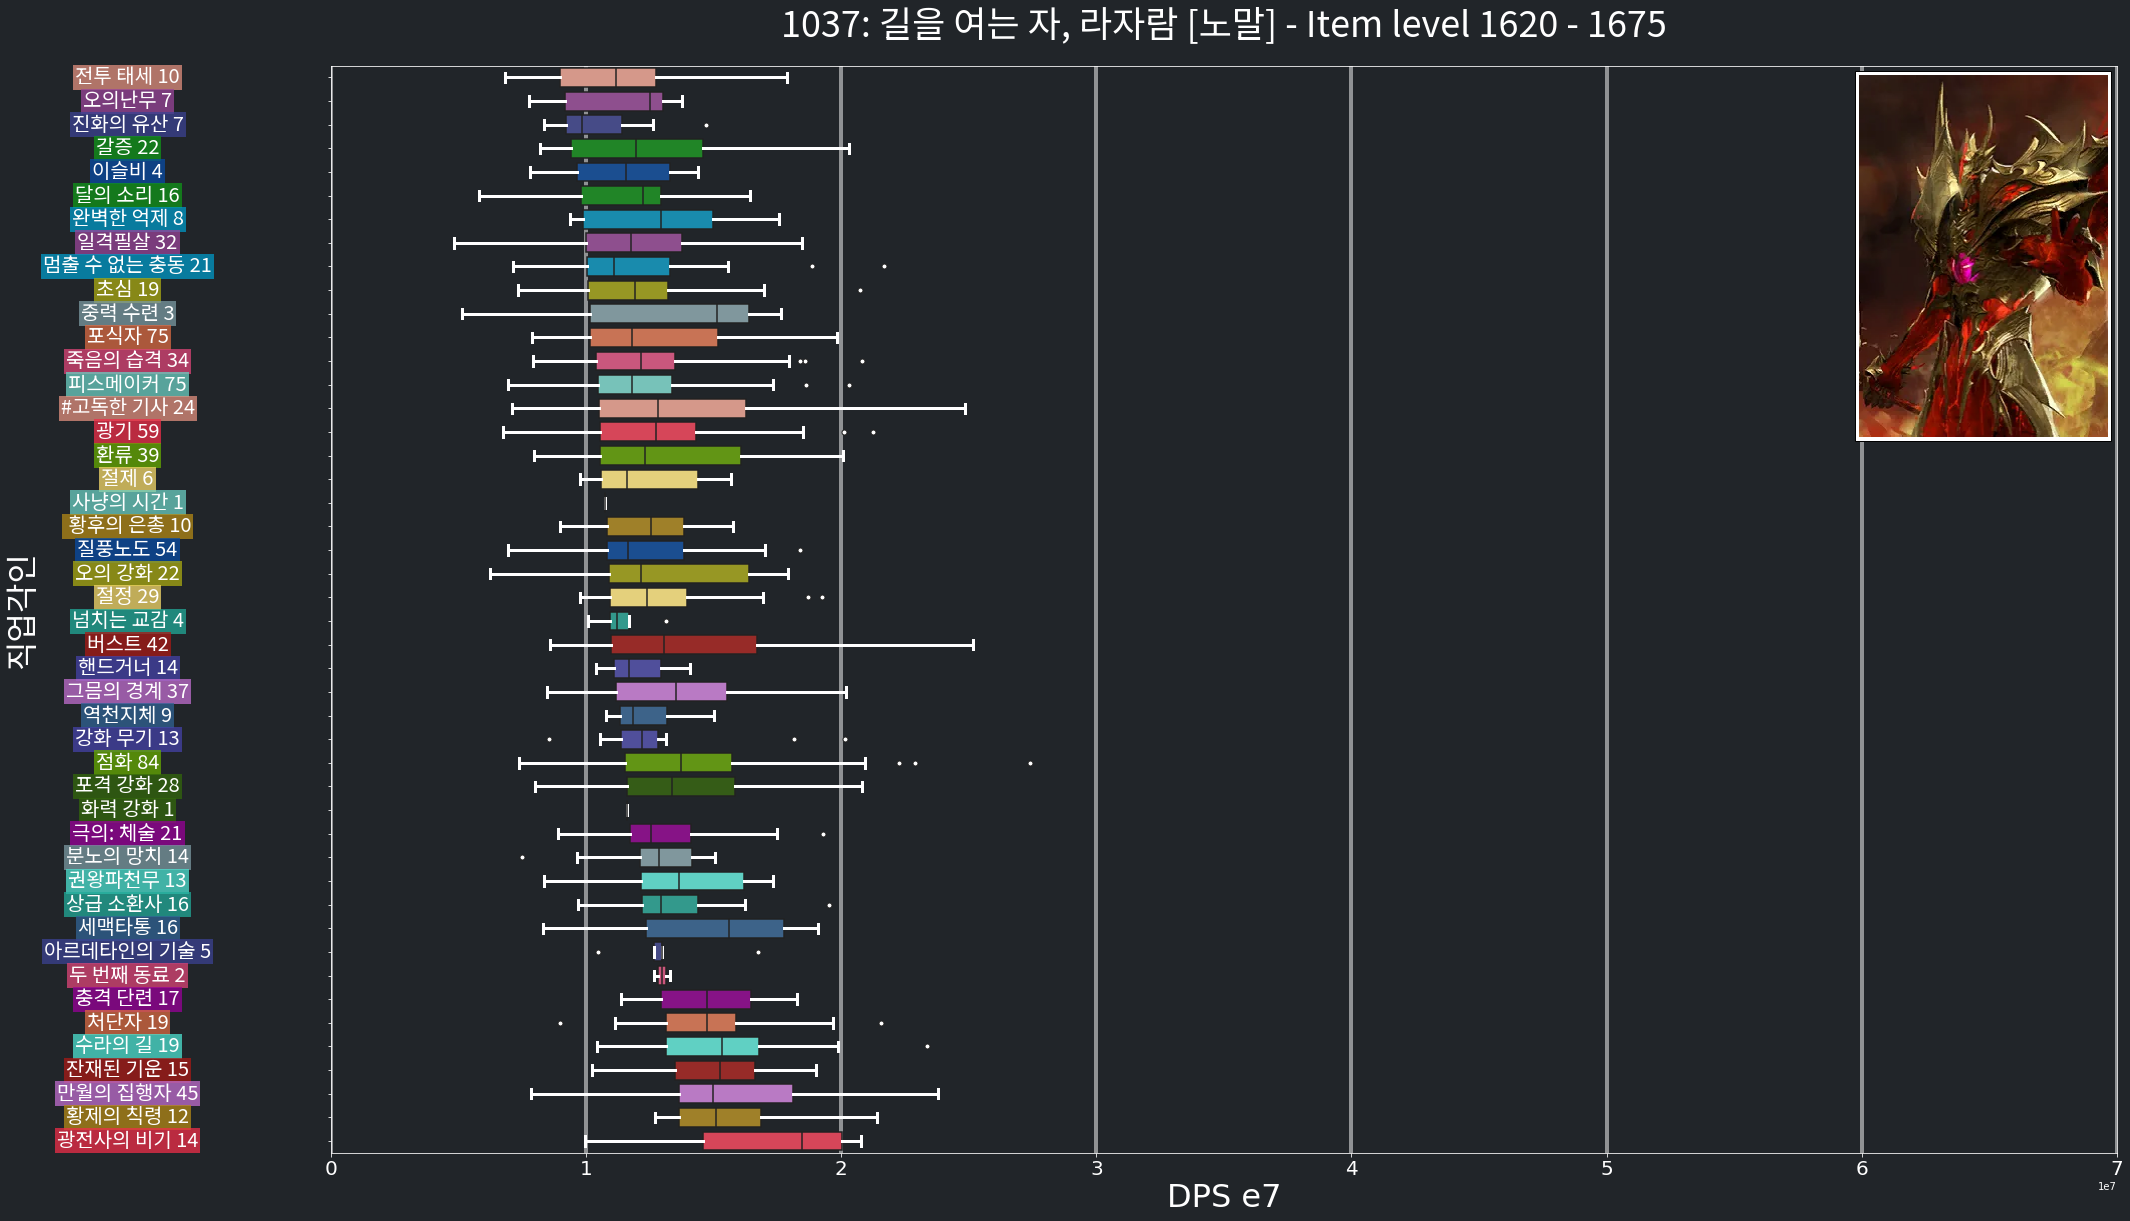 1037: 길을 여는 자, 라자람 [노말] - Item level 1620 - 1675
직업각인
전투 태세 10
오의난무 7
진화의 유산 7
갈증 22
이슬비 4
달의 소리 16
완벽한 억제 8
일격필살 32
멈출 수 없는 충동 21
초심 19
중력 수련 3
포식자 75
죽음의 습격 34
피스메이커 75
#고독한 기사 24
광기 59
환류 39
절제 6
사냥의 시간 1
황후의 은총 10
질풍노도 54
오의 강화 22
절정 29
넘치는 교감 4
버스트 42
핸드거너 14
그믐의 경계 37
역천지체 9
강화 무기 13
점화 84
포격 강화 28
화력 강화 1
극의: 체술 21
분노의 망치 14
권왕파천무 13
상급 소환사 16
세맥타통 16
아르데타인의 기술 5
두 번째 동료 2
충격 단련 17
처단자 19
수라의 길 19
잔재된 기운 15
만월의 집행자 45
황제의 칙령 12
광전사의 비기 14
0 1 2 3 4 5 6 7
1e7
DPS e7